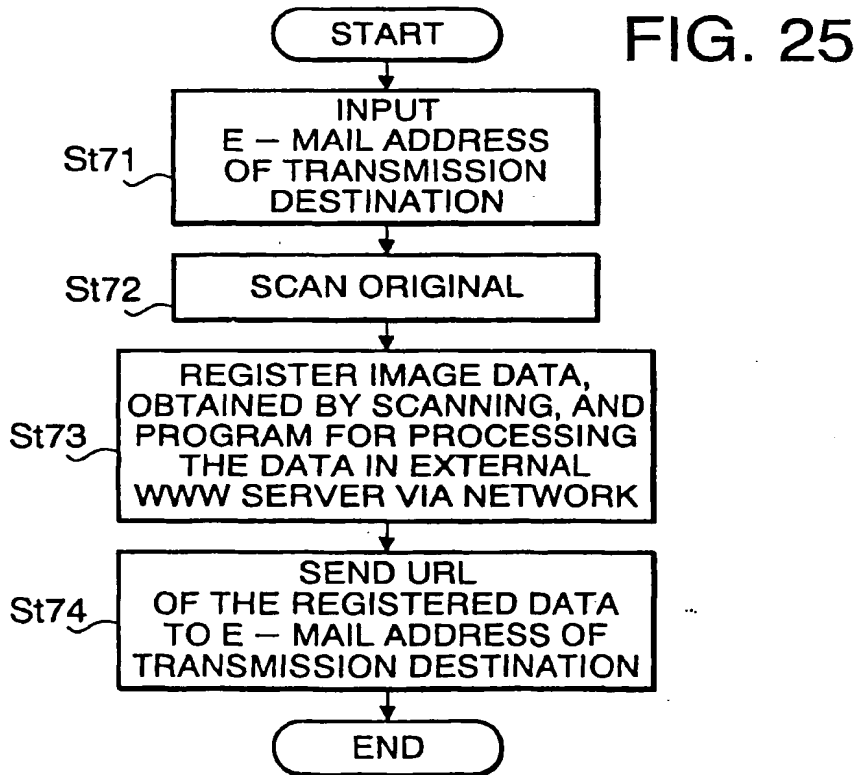 START
FIG. 25
INPUT
E – MAIL ADDRESS
OF TRANSMISSION
DESTINATION
St71
SCAN ORIGINAL
St72
REGISTER IMAGE DATA,
OBTAINED BY SCANNING, AND
PROGRAM FOR PROCESSING
THE DATA IN EXTERNAL
WWW SERVER VIA NETWORK
St73
SEND URL
OF THE REGISTERED DATA
TO E – MAIL ADDRESS OF
TRANSMISSION DESTINATION
St74
END